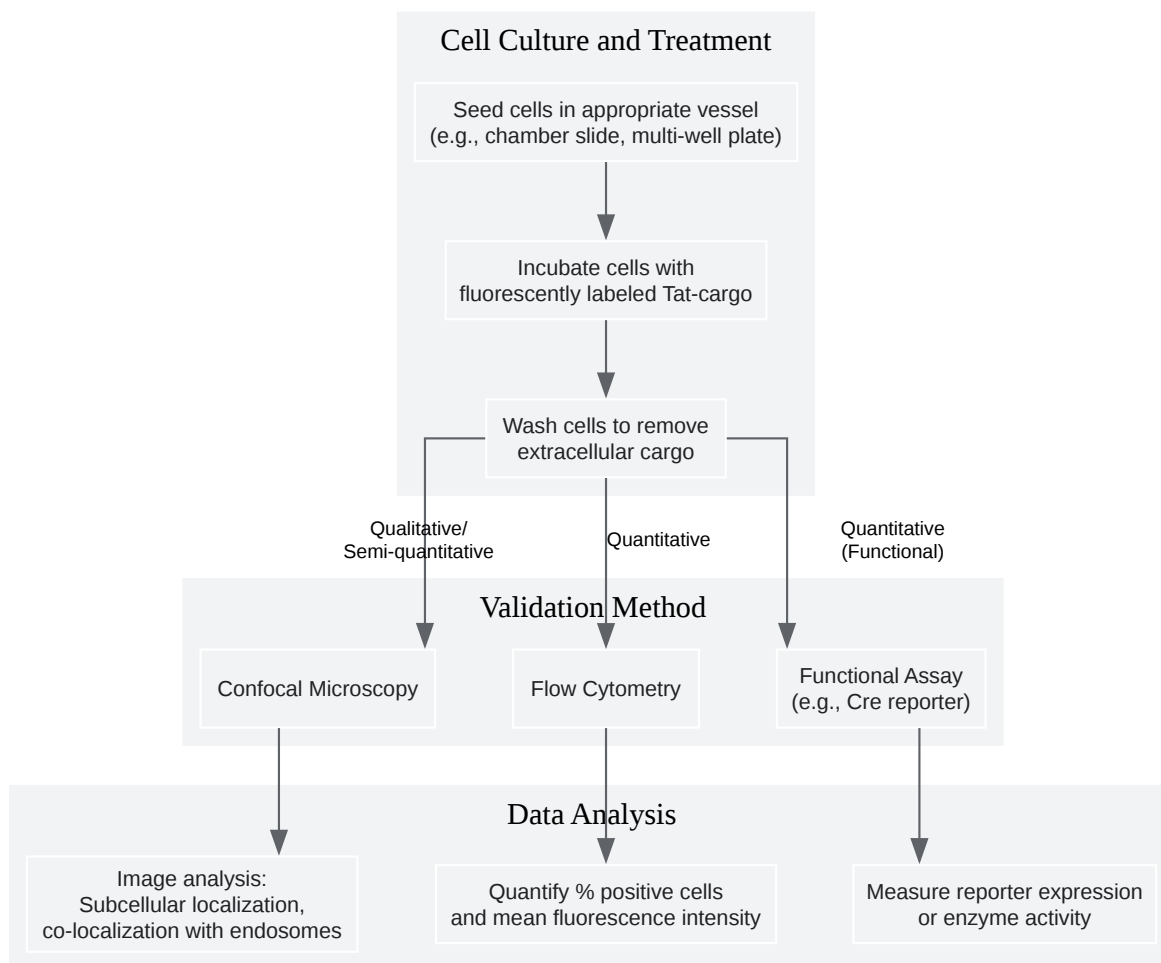 Cell Culture and Treatment
Seed cells in appropriate vessel
(e.g., chamber slide, multi-well plate)
Incubate cells with
fluorescently labeled Tat-cargo
Wash cells to remove
extracellular cargo
Qualitative/
Semi-quantitative
Quantitative
Quantitative
(Functional)
Validation Method
Confocal Microscopy
Flow Cytometry
Functional Assay
(e.g., Cre reporter)
Data Analysis
Image analysis:
Subcellular localization,
co-localization with endosomes
Quantify % positive cells
and mean fluorescence intensity
Measure reporter expression
or enzyme activity